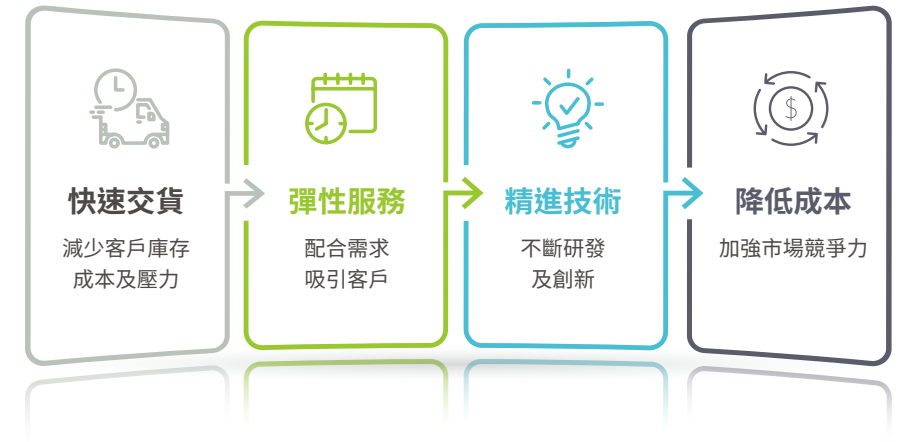 快速交貨
減少客戶庫存
成本及壓力
彈性服務
配合需求
吸引客戶
精進技術
不斷研發
及創新
$
降低成本
加強市場競爭力